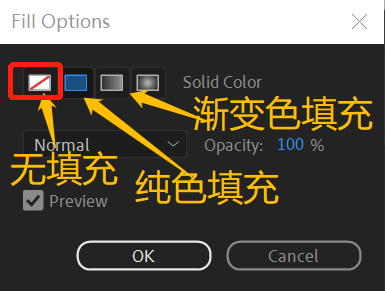 Fill Options
Solid Color
渐变色填充
Normal
Opacity: 100 %
无填充
纯色填充
Preview
OK
Cancel